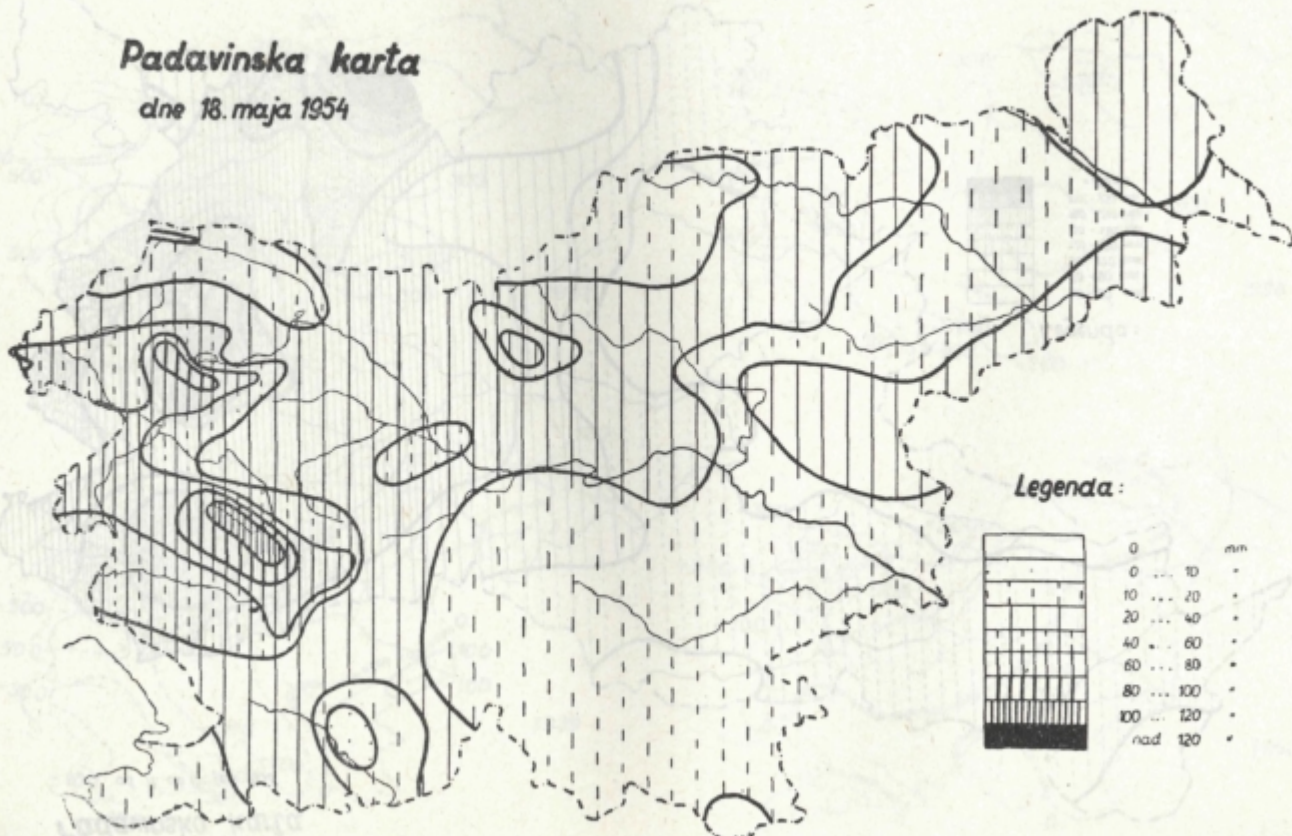 Padavinska karta
dne 18. maja 1954
Legenda:
0 mm
0 ... 10 "
10 ... 20 "
20 ... 40 "
40 ... 60 "
60 ... 80 "
80 ... 100 "
100 ... 120 "
nad 120 "